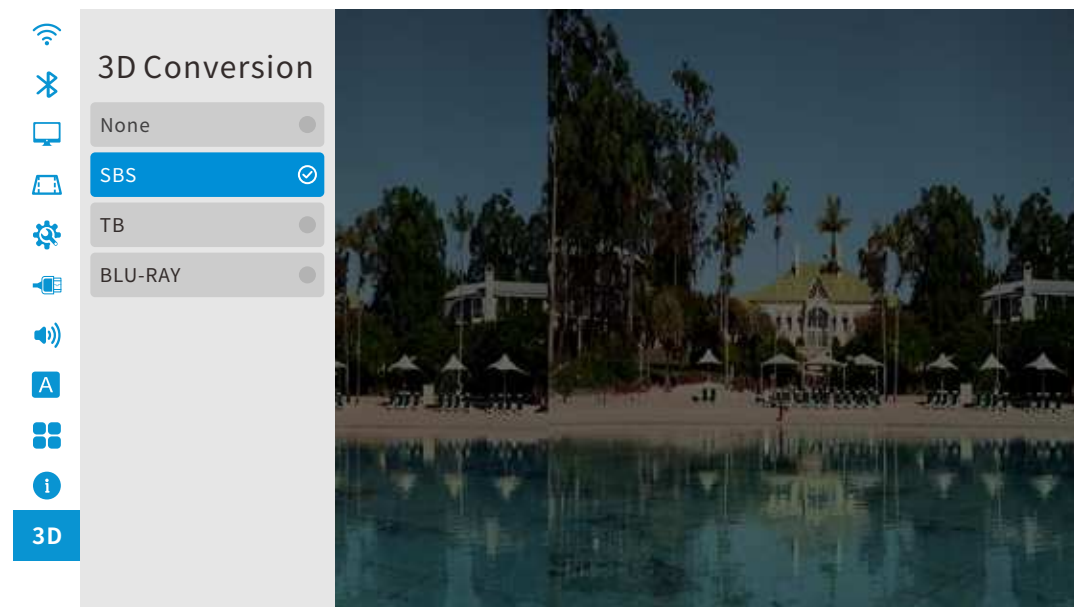 3D Conversion
None
SBS
TB
BLU-RAY
A
i
3D